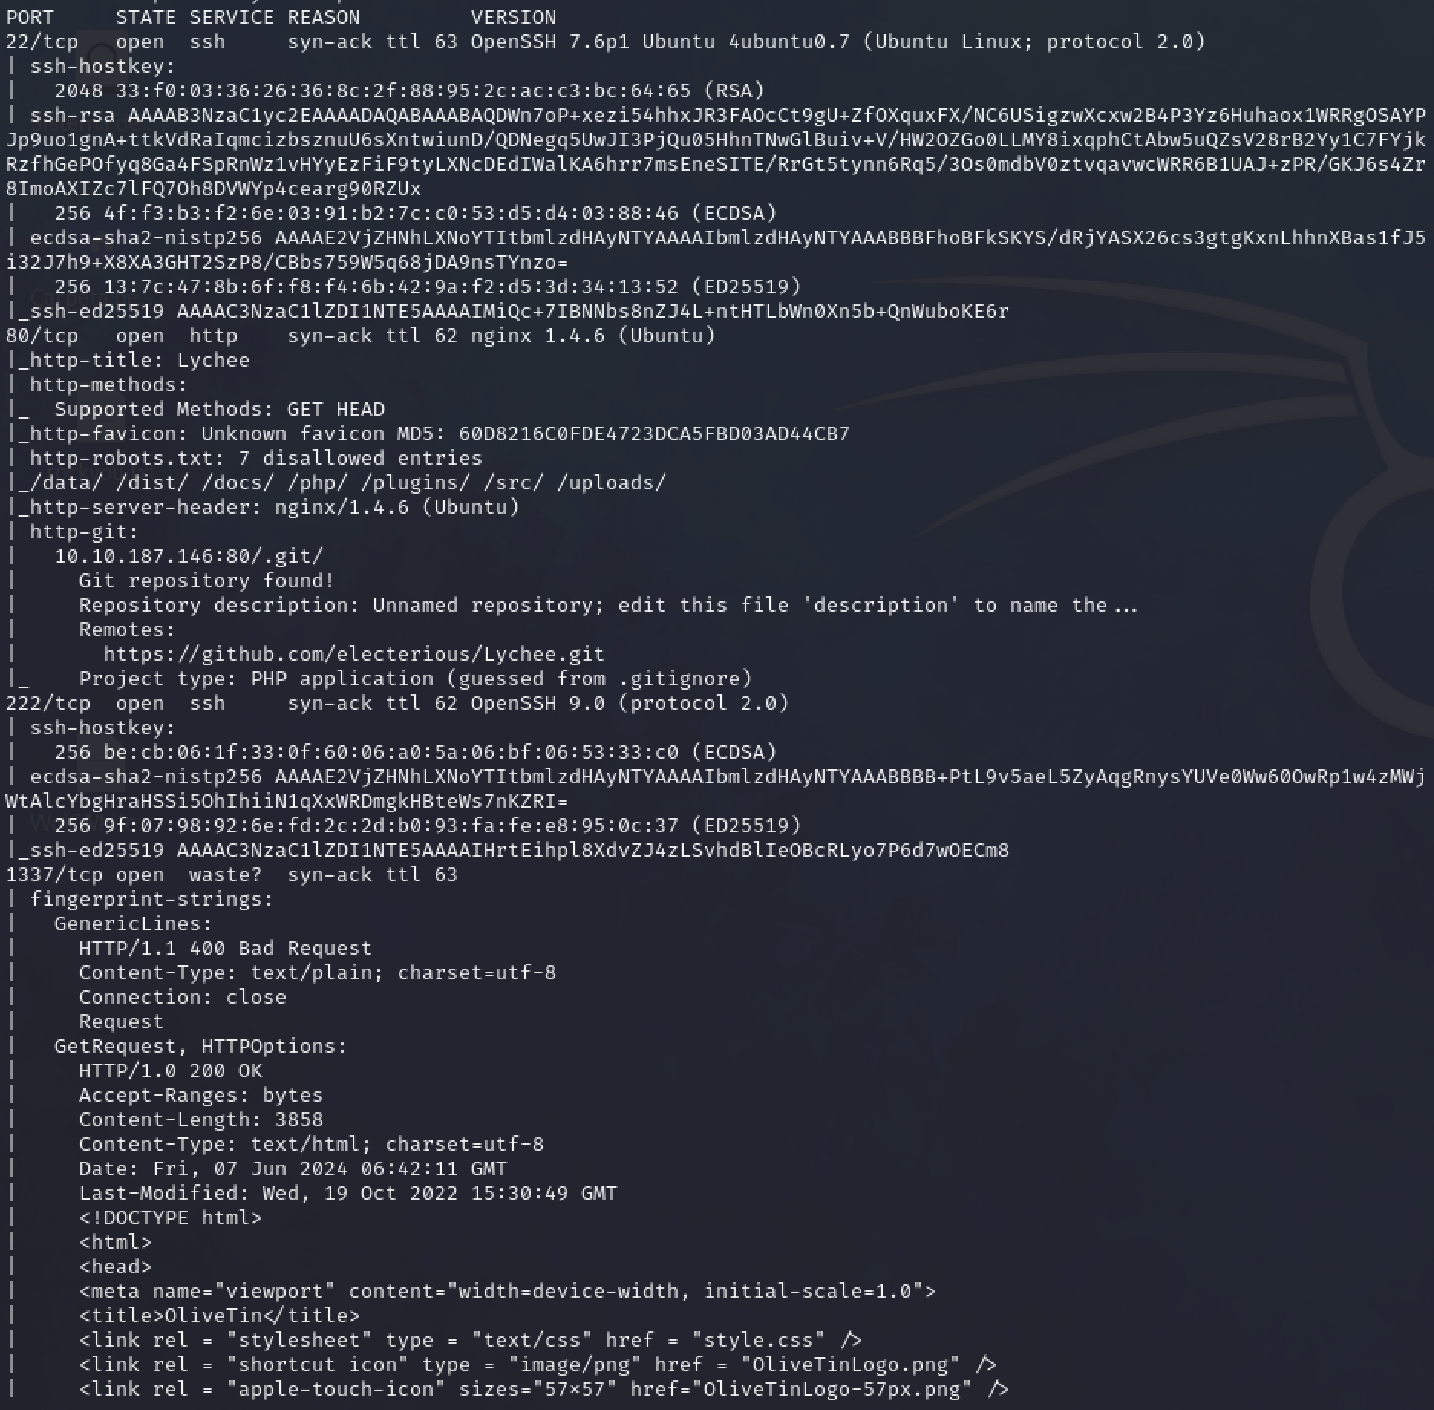 PORT     STATE SERVICE REASON         VERSION
22/tcp   open  ssh     syn-ack ttl 63 OpenSSH 7.6p1 Ubuntu 4ubuntu0.7 (Ubuntu Linux; protocol 2.0)
| ssh-hostkey:
|   2048 33:f0:03:36:26:36:8c:2f:88:95:2c:ac:c3:bc:64:65 (RSA)
| ssh-rsa AAAAB3NzaC1yc2EAAAADAQABAAABAQDWn7oP+xezi54hhxJR3FAOcCt9gU+ZfOXquxFX/NC6USigzwXcxw2B4P3Yz6Huhaox1WRRgOSAYP
Jp9uo1gnA+ttkVdRaIqmcizbsznuU6sXntwiunD/QDNegq5UwJI3PjQu05HhnTNwGlBuiv+V/HW2OZGo0LLMY8ixqphCtAbw5uQZsV28rB2Yy1C7FYjk
RzfhGePOfyq8Ga4FSpRnWz1vHYyEzFiF9tyLXNcDEdIWalKA6hrr7msEneSITE/RrGt5tynn6Rq5/3Os0mdbV0ztvqavwcWRR6B1UAJ+zPR/GKJ6s4Zr
8ImoAXIZc7lFQ7Oh8DVWYp4cearg90RZUx
|   256 4f:f3:b3:f2:6e:03:91:b2:7c:c0:53:d5:d4:03:88:46 (ECDSA)
| ecdsa-sha2-nistp256 AAAAE2VjZHNhLXNoYTItbmlzdHAyNTYAAAAIbmlzdHAyNTYAAABBBFhoBFkSKYS/dRjYASX26cs3gtgKxnLhhnXBas1fJ5
i32J7h9+X8XA3GHT2SzP8/CBbs759W5q68jDA9nsTYnzo=
|   256 13:7c:47:8b:6f:f8:f4:6b:42:9a:f2:d5:3d:34:13:52 (ED25519)
|_ssh-ed25519 AAAAC3NzaC1lZDI1NTE5AAAAIMiQc+7IBNNbs8nZJ4L+ntHTLbWn0Xn5b+QnWuboKE6r
80/tcp   open  http    syn-ack ttl 62 nginx 1.4.6 (Ubuntu)
|_http-title: Lychee
| http-methods:
|_  Supported Methods: GET HEAD
|_http-favicon: Unknown favicon MD5: 60D8216C0FDE4723DCA5FBD03AD44CB7
| http-robots.txt: 7 disallowed entries
|_/data/ /dist/ /docs/ /php/ /plugins/ /src/ /uploads/
|_http-server-header: nginx/1.4.6 (Ubuntu)
| http-git:
|   10.10.187.146:80/.git/
|     Git repository found!
|     Repository description: Unnamed repository; edit this file 'description' to name the...
|     Remotes:
|       https://github.com/electerious/Lychee.git
|_    Project type: PHP application (guessed from .gitignore)
222/tcp  open  ssh     syn-ack ttl 62 OpenSSH 9.0 (protocol 2.0)
| ssh-hostkey:
|   256 be:cb:06:1f:33:0f:60:06:a0:5a:06:bf:06:53:33:c0 (ECDSA)
| ecdsa-sha2-nistp256 AAAAE2VjZHNhLXNoYTItbmlzdHAyNTYAAAAIbmlzdHAyNTYAAABBBB+PtL9v5aeL5ZyAqgRnysYUVe0Ww60OwRp1w4zMWj
WtAlcYbgHraHSSi5OhIhiiN1qXxWRDmgkHBteWs7nKZRI=
|   256 9f:07:98:92:6e:fd:2c:2d:b0:93:fa:fe:e8:95:0c:37 (ED25519)
|_ssh-ed25519 AAAAC3NzaC1lZDI1NTE5AAAAIHrtEihpl8XdvZJ4zLSvhdBlIeOBcRLyo7P6d7wOECm8
1337/tcp open  waste?  syn-ack ttl 63
| fingerprint-strings:
|   GenericLines:
|     HTTP/1.1 400 Bad Request
|     Content-Type: text/plain; charset=utf-8
|     Connection: close
|     Request
|   GetRequest, HTTPOptions:
|     HTTP/1.0 200 OK
|     Accept-Ranges: bytes
|     Content-Length: 3858
|     Content-Type: text/html; charset=utf-8
|     Date: Fri, 07 Jun 2024 06:42:11 GMT
|     Last-Modified: Wed, 19 Oct 2022 15:30:49 GMT
|     <!DOCTYPE html>
|     <html>
|     <head>
|     <meta name="viewport" content="width=device-width, initial-scale=1.0">
|     <title>OliveTin</title>
|     <link rel = "stylesheet" type = "text/css" href = "style.css" />
|     <link rel = "shortcut icon" type = "image/png" href = "OliveTinLogo.png" />
|     <link rel = "apple-touch-icon" sizes="57×57" href="OliveTinLogo-57px.png" />